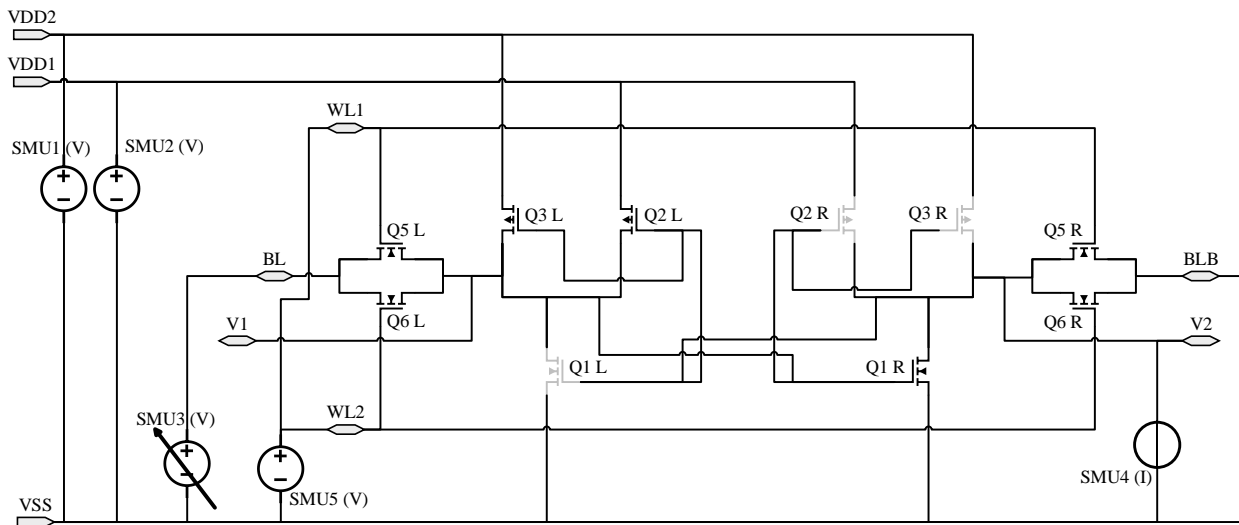 VDD2
VDD1
WL1
SMU1 (V)
SMU2 (V)
Q3 L
Q2 L
Q2 R
Q3 R
Q5 L
Q5 R
BL
BLB
Q6 L
Q6 R
V1
V2
Q1 L
Q1 R
SMU3 (V)
WL2
SMU4 (I)
SMU5 (V)
VSS